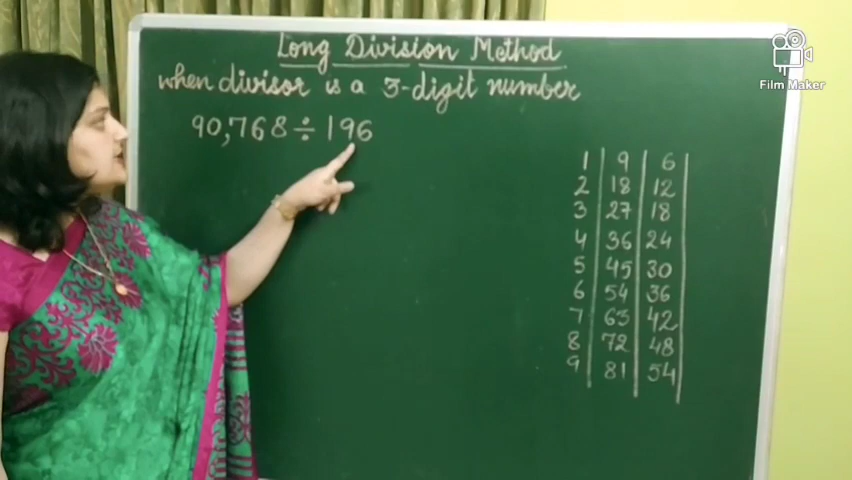 Long Division Method
when divisor is a 3-digit number
90,768 ÷ 196
1 9 6
2 18 12
3 27 18
4 36 24
5 45 30
6 54 36
7 63 42
8 72 48
9 81 54
Film Maker